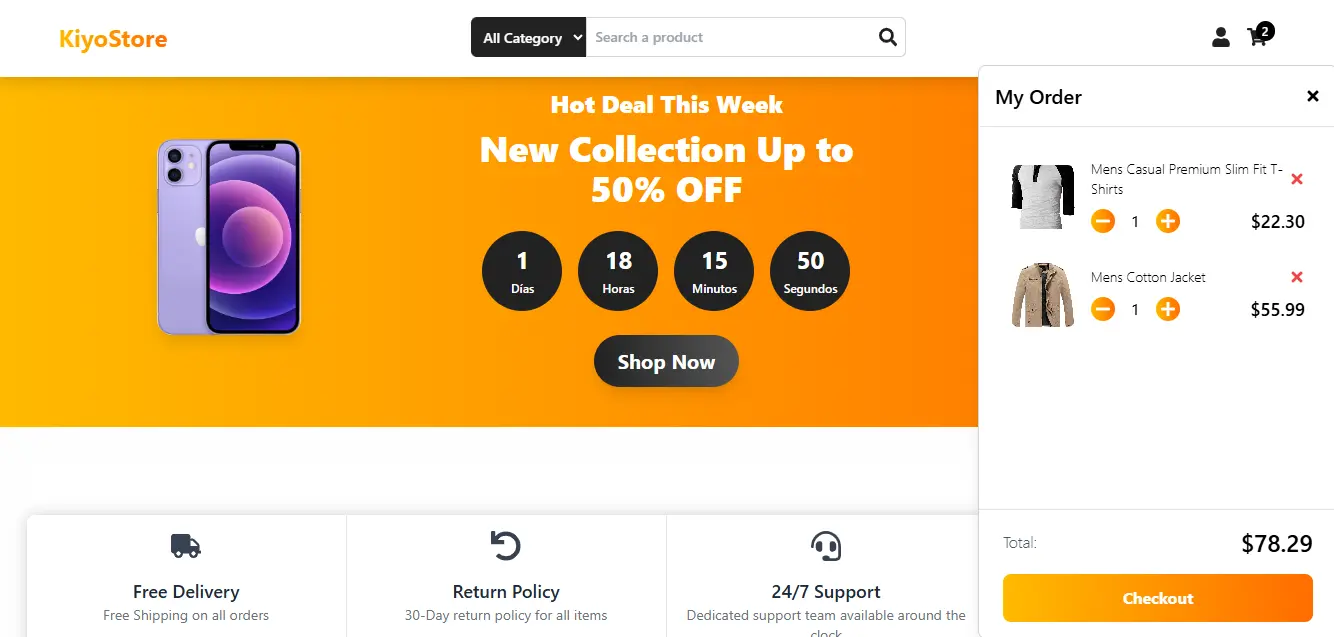 KiyoStore
All Category
Search a product
2
Hot Deal This Week
New Collection Up to
50% OFF
1
Días
18
Horas
15
Minutos
50
Segundos
Shop Now
Free Delivery
Free Shipping on all orders
Return Policy
30-Day return policy for all items
24/7 Support
Dedicated support team available around the
clock
My Order
Mens Casual Premium Slim Fit T-
Shirts
1
$22.30
Mens Cotton Jacket
1
$55.99
Total:
$78.29
Checkout